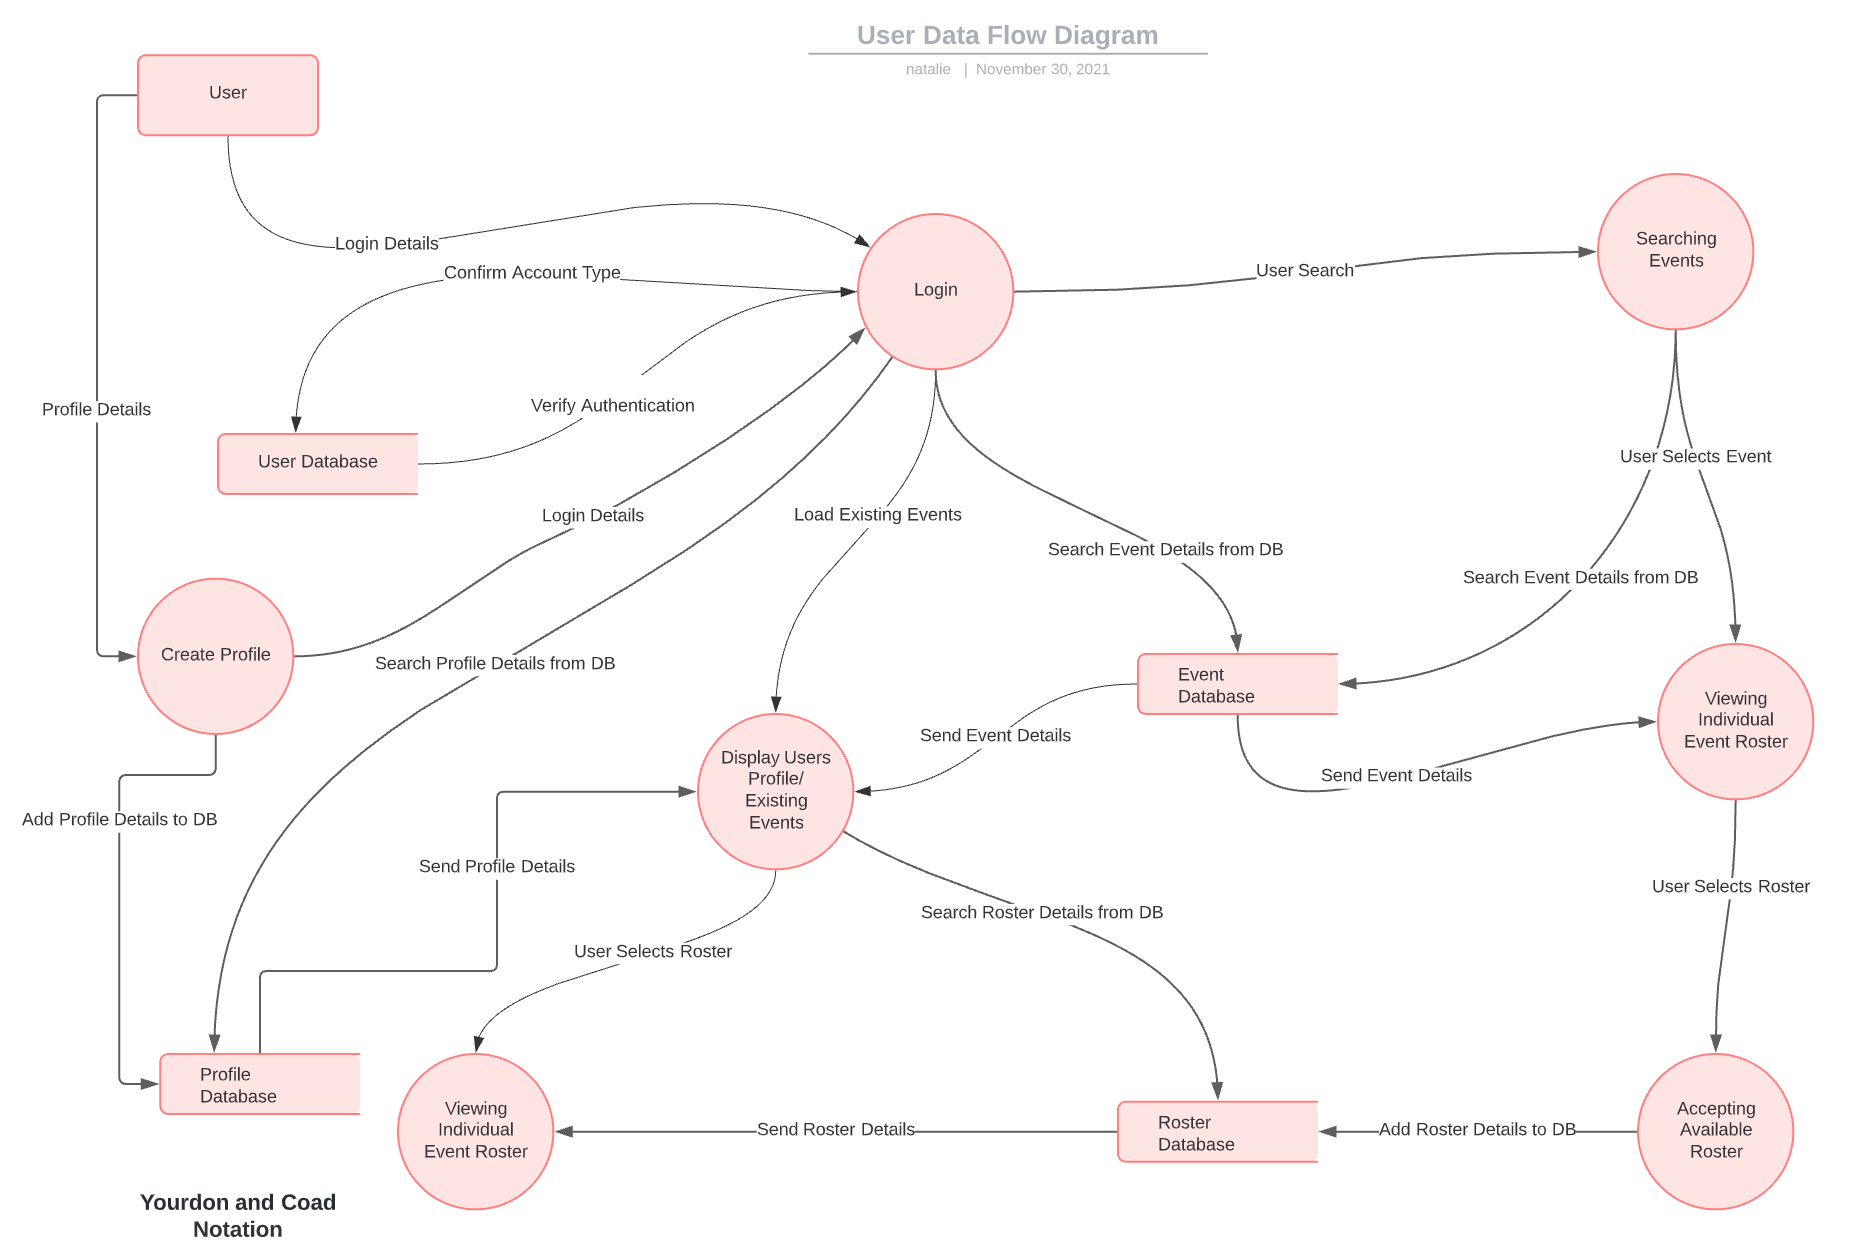 User Data Flow Diagram
natalie | November 30, 2021
User
Login Details
Confirm Account Type
Login
User Search
Searching
Events
Profile Details
Verify Authentication
User Database
User Selects Event
Login Details
Load Existing Events
Search Event Details from DB
Search Event Details from DB
Create Profile
Search Profile Details from DB
Event
Database
Viewing
Individual
Event Roster
Send Event Details
Display Users
Profile/
Existing
Events
Send Event Details
Add Profile Details to DB
Send Profile Details
User Selects Roster
Search Roster Details from DB
User Selects Roster
Profile
Database
Viewing
Individual
Event Roster
Send Roster Details
Roster
Database
Add Roster Details to DB
Accepting
Available
Roster
Yourdon and Coad
Notation